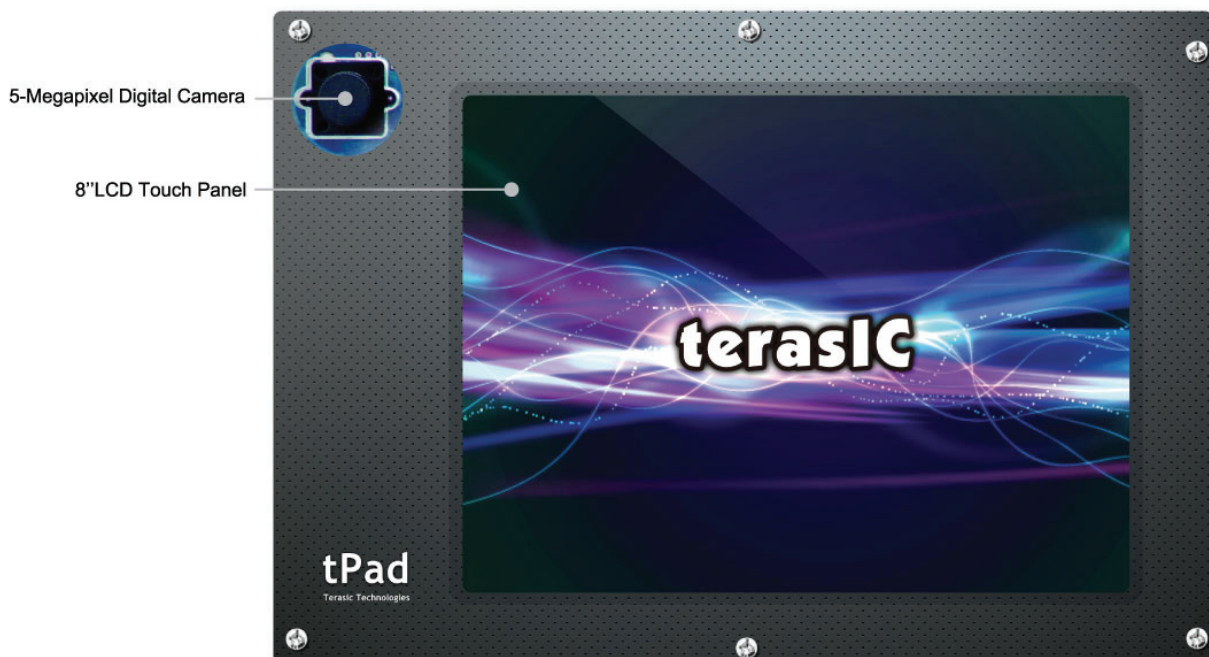 5-Megapixel Digital Camera
8”LCD Touch Panel
terasIC
tPad
Terasic Technologies